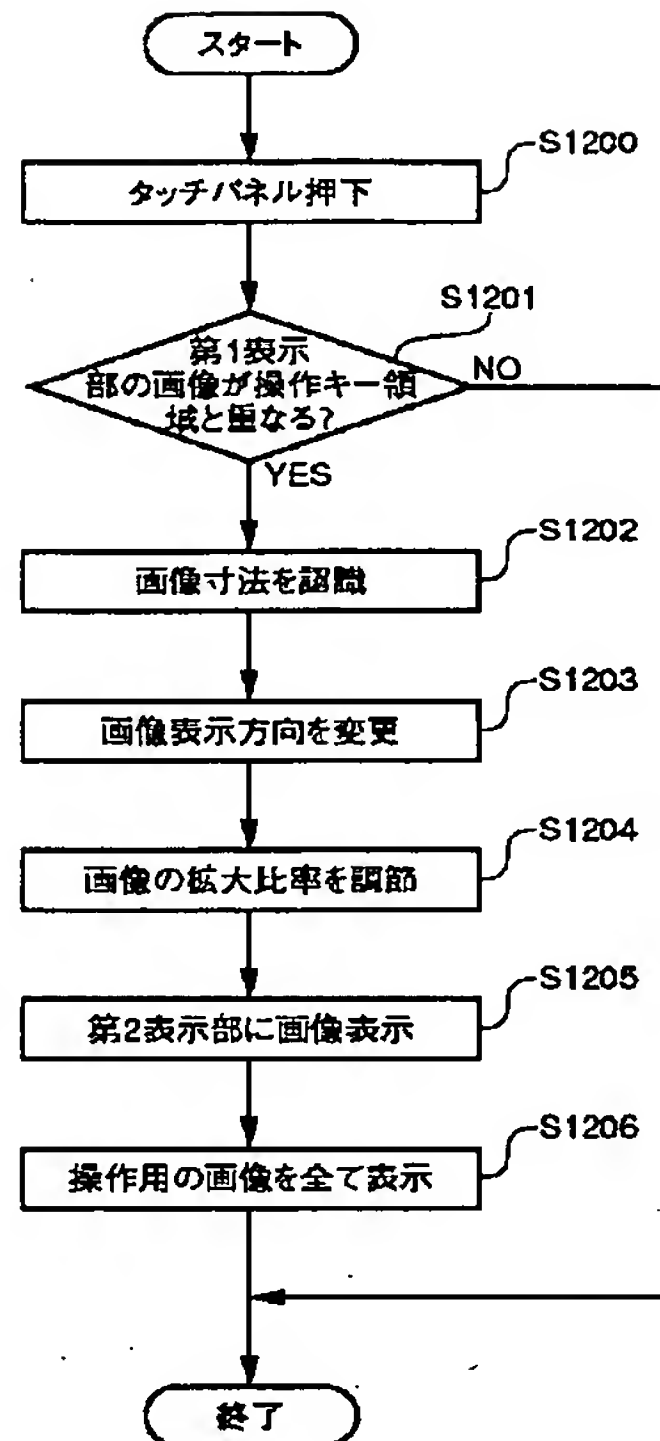 スタート
S1200
タッチパネル押下
S1201
第1表示
部の画像が操作キー領
域と重なる?
NO
YES
S1202
画像寸法を認識
S1203
画像表示方向を変更
S1204
画像の拡大比率を調節
S1205
第2表示部に画像表示
S1206
操作用の画像を全て表示
終了